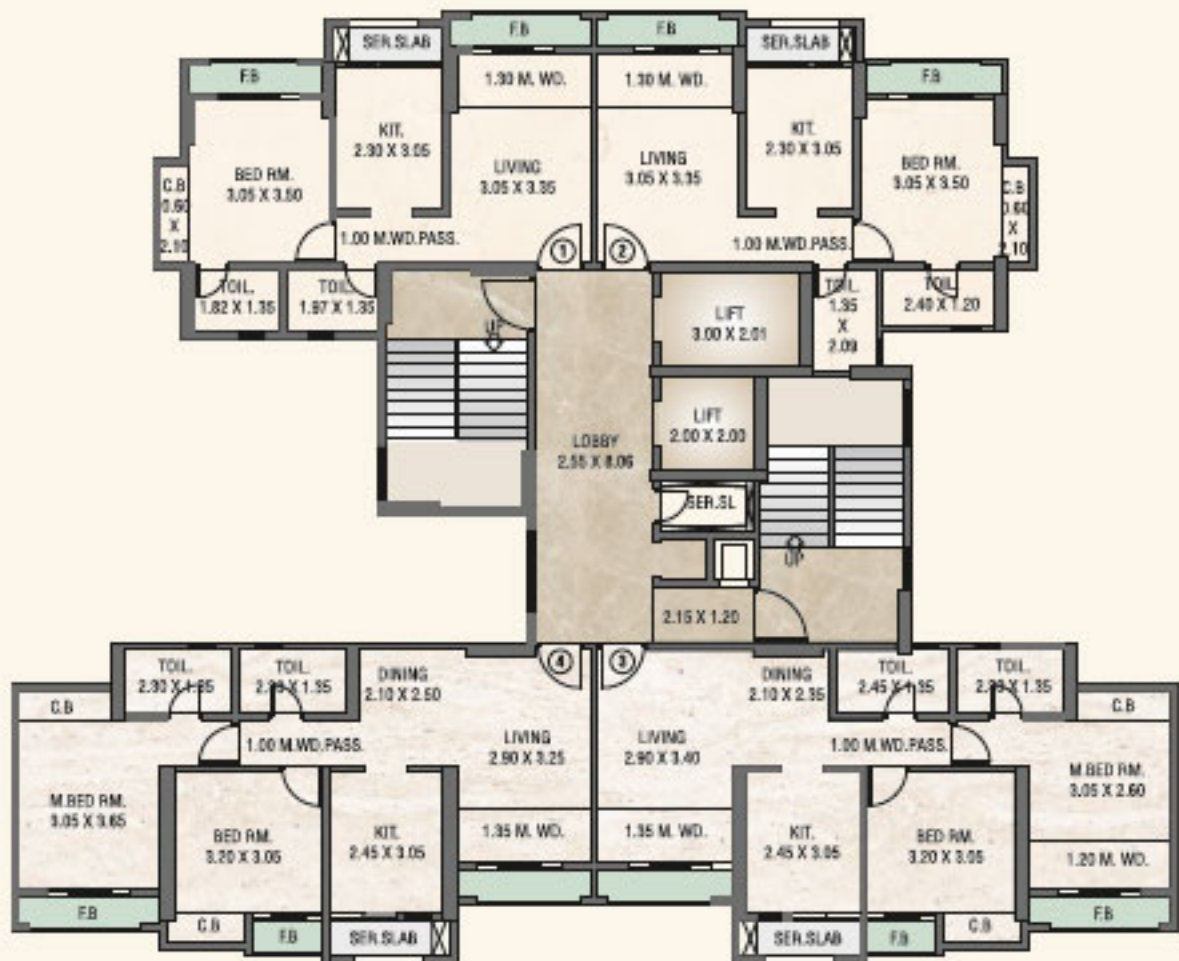 F.B
F.B
SER.SLAB
SER.SLAB
F.B
1.30 M. WD.
1.30 M. WD.
F.B
KIT.
2.30 X 3.05
KIT.
2.30 X 3.05
BED RM.
3.05 X 3.50
LIVING
3.05 X 3.35
LIVING
3.05 X 3.35
BED RM.
3.05 X 3.50
C.B
0.60
X
2.10
C.B
0.60
X
2.10
1.00 M.WD.PASS.
1
2
1.00 M.WD.PASS.
TOIL.
1.82 X 1.35
TOIL.
1.97 X 1.35
LIFT
3.00 X 2.01
TOIL.
1.35
X
2.09
TOIL.
2.40 X 1.20
UP
LIFT
2.00 X 2.00
LOBBY
2.55 X 8.06
SER.SL
UP
2.15 X 1.20
TOIL.
TOIL.
DINING
2.10 X 2.50
4
3
DINING
2.10 X 2.35
TOIL.
2.45 X 1.35
TOIL.
C.B
C.B
1.00 M.WD.PASS.
LIVING
2.90 X 3.25
LIVING
2.90 X 3.40
1.00 M.WD.PASS.
M.BED RM.
3.05 X 3.65
M.BED RM.
3.05 X 2.60
BED RM.
3.20 X 3.05
KIT.
2.45 X 3.05
1.35 M. WD.
1.35 M. WD.
KIT.
2.45 X 3.05
BED RM.
3.20 X 3.05
1.20 M. WD.
F.B
C.B
F.B
SER.SLAB
SER.SLAB
F.B
C.B
F.B